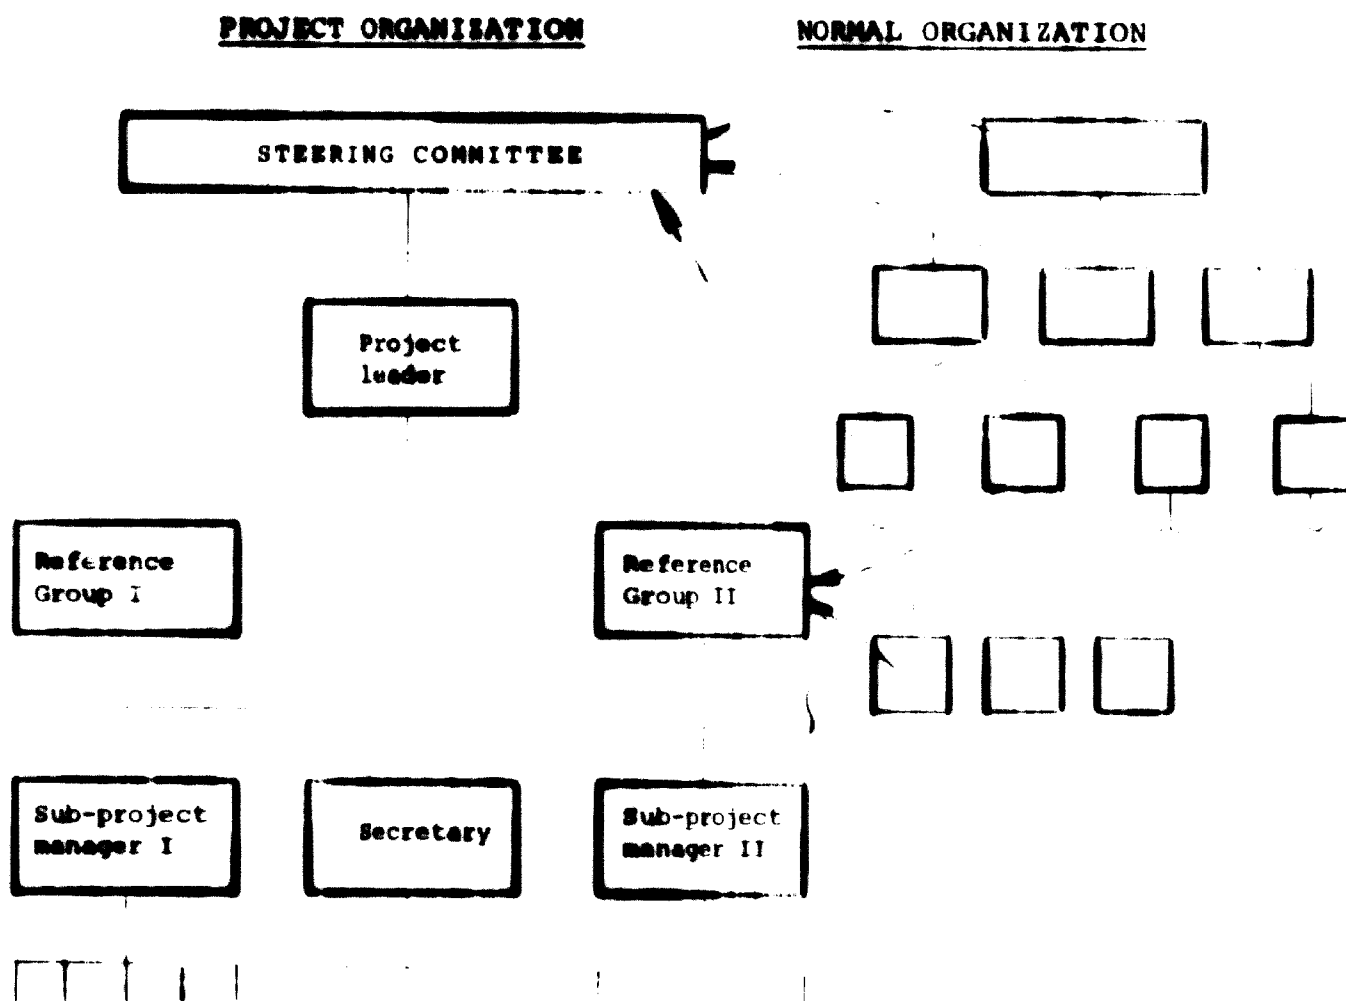 PROJECT ORGANISATION
NORMAL ORGANIZATION
STEERING COMMITTEE
Project
leader
Reference
Group I
Reference
Group II
Sub-project
manager I
Secretary
Sub-project
manager II